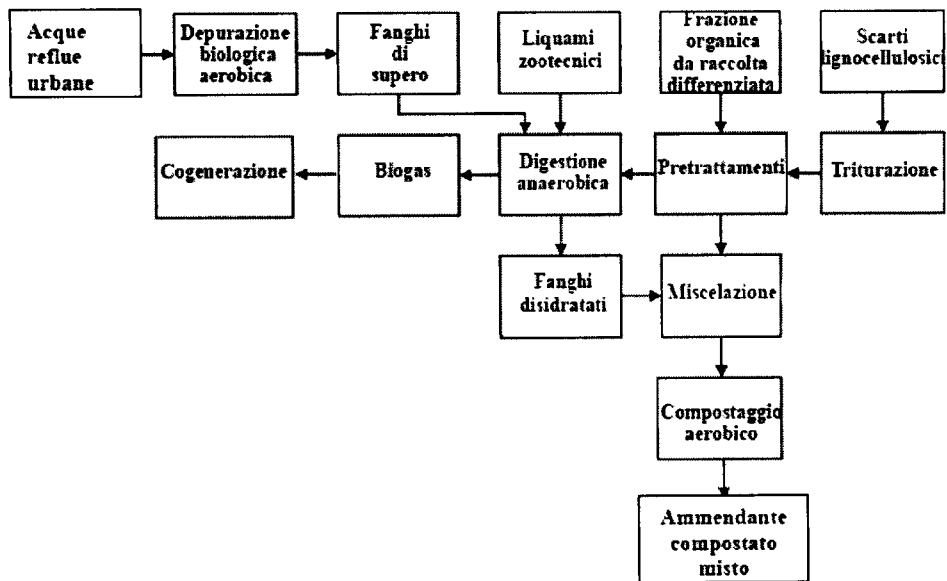 Acque
reflue
urbane
Depurazione
biologica
aerobica
Fanghi
di
supero
Liquami
zootecnici
Frazione
organica
da raccolta
differenziata
Scarti
lignocellulosici
Cogenerazione
Biogas
Digestione
anaerobica
Pretrattamenti
Triturazione
Fanghi
disidratati
Miscelazione
Compostaggio
aerobico
Ammendante
compostato
misto